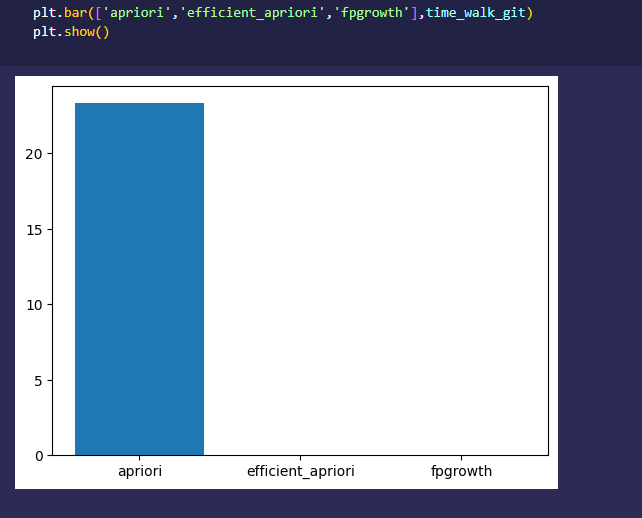 plt.bar(['apriori','efficient_apriori','fpgrowth'],time_walk_git)
plt.show()
20
15
10
5
0
apriori efficient_apriori fpgrowth